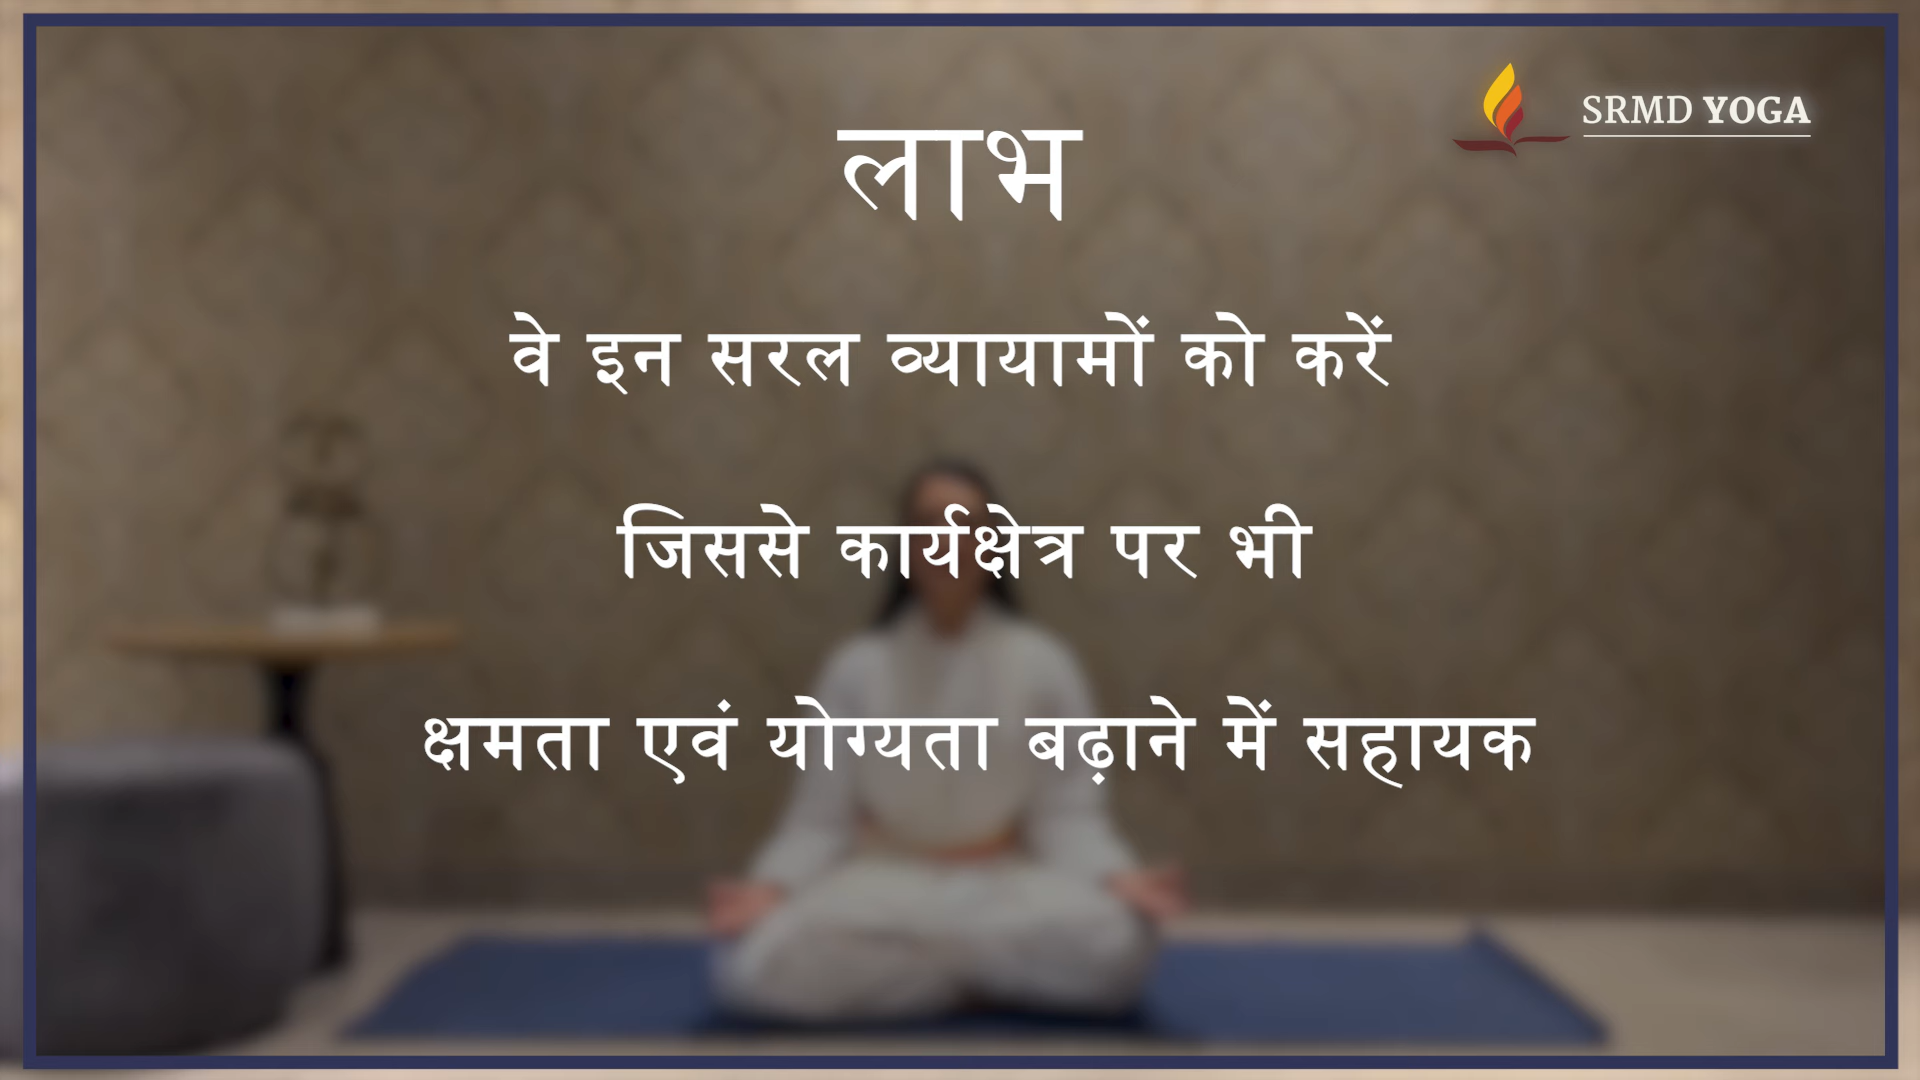 SRMD YOGA
लाभ
वे इन सरल व्यायामों को करें
जिससे कार्यक्षेत्र पर भी
क्षमता एवं योग्यता बढ़ाने में सहायक